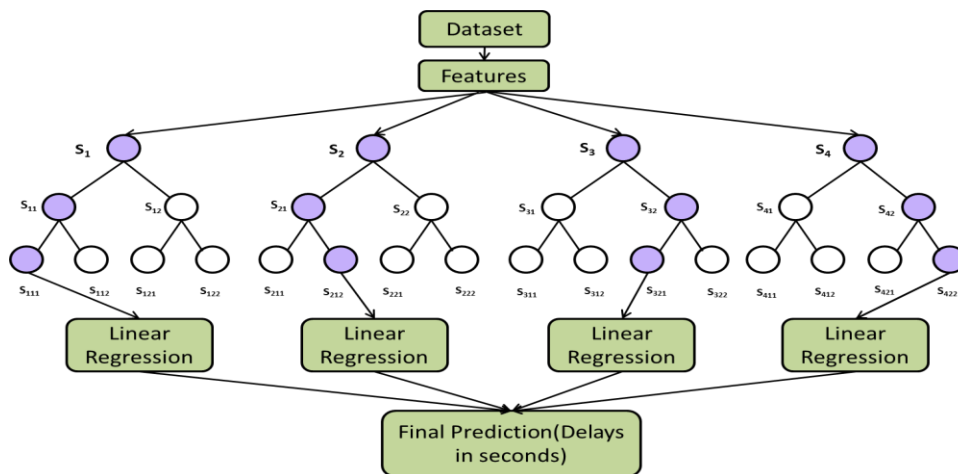 Dataset
Features
S₁ S₂ S₃ S₄
S₁₁ S₁₂ S₂₁ S₂₂ S₃₁ S₃₂ S₄₁ S₄₂
S₁₁₁ S₁₁₂ S₁₂₁ S₁₂₂ S₂₁₁ S₂₁₂ S₂₂₁ S₂₂₂ S₃₁₁ S₃₁₂ S₃₂₁ S₃₂₂ S₄₁₁ S₄₁₂ S₄₂₁ S₄₂₂
Linear
Regression
Linear
Regression
Linear
Regression
Linear
Regression
Final Prediction(Delays
in seconds)